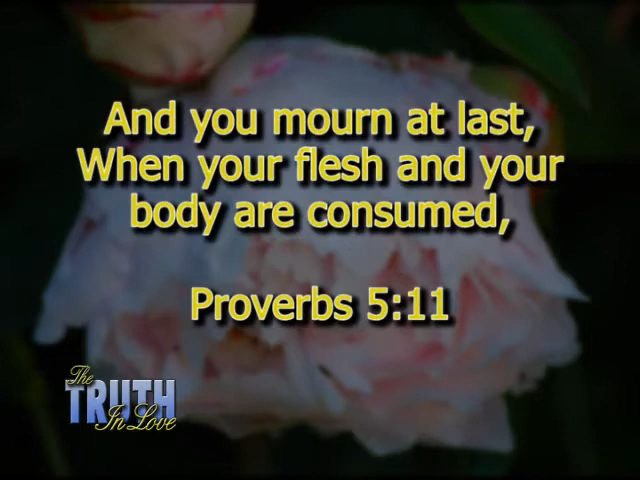 And you mourn at last,
When your flesh and your
body are consumed,
Proverbs 5:11
The
TRUTH
In Love